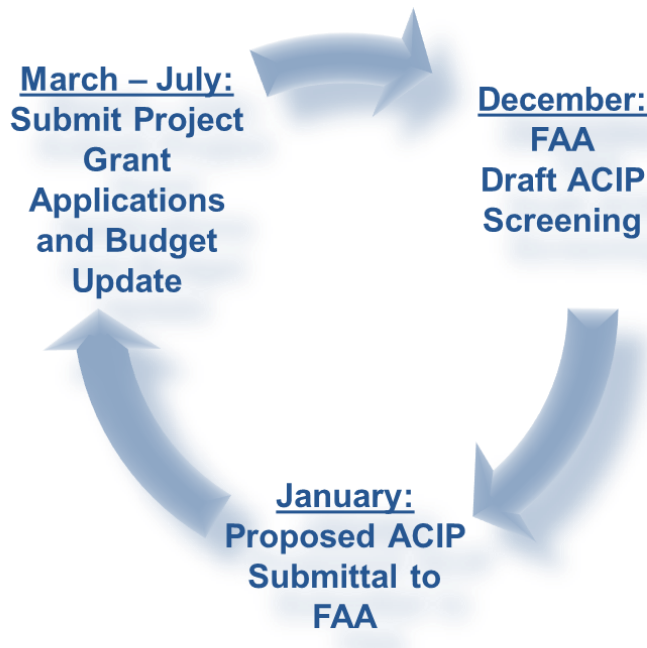 March – July:
Submit Project
Grant
Applications
and Budget
Update
December:
FAA
Draft ACIP
Screening
January:
Proposed ACIP
Submittal to
FAA